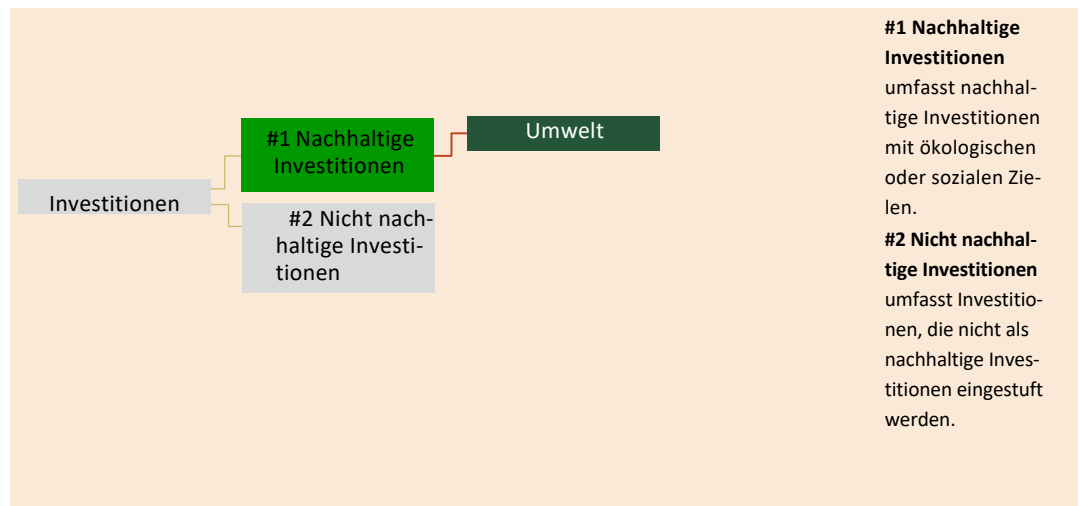 Investitionen
#1 Nachhaltige
Investitionen
#2 Nicht nach-
haltige Investi-
tionen
Umwelt
#1 Nachhaltige
Investitionen
umfasst nachhal-
tige Investitionen
mit ökologischen
oder sozialen Zie-
len.
#2 Nicht nachhal-
tige Investitionen
umfasst Investitio-
nen, die nicht als
nachhaltige Inves-
titionen eingestuft
werden.